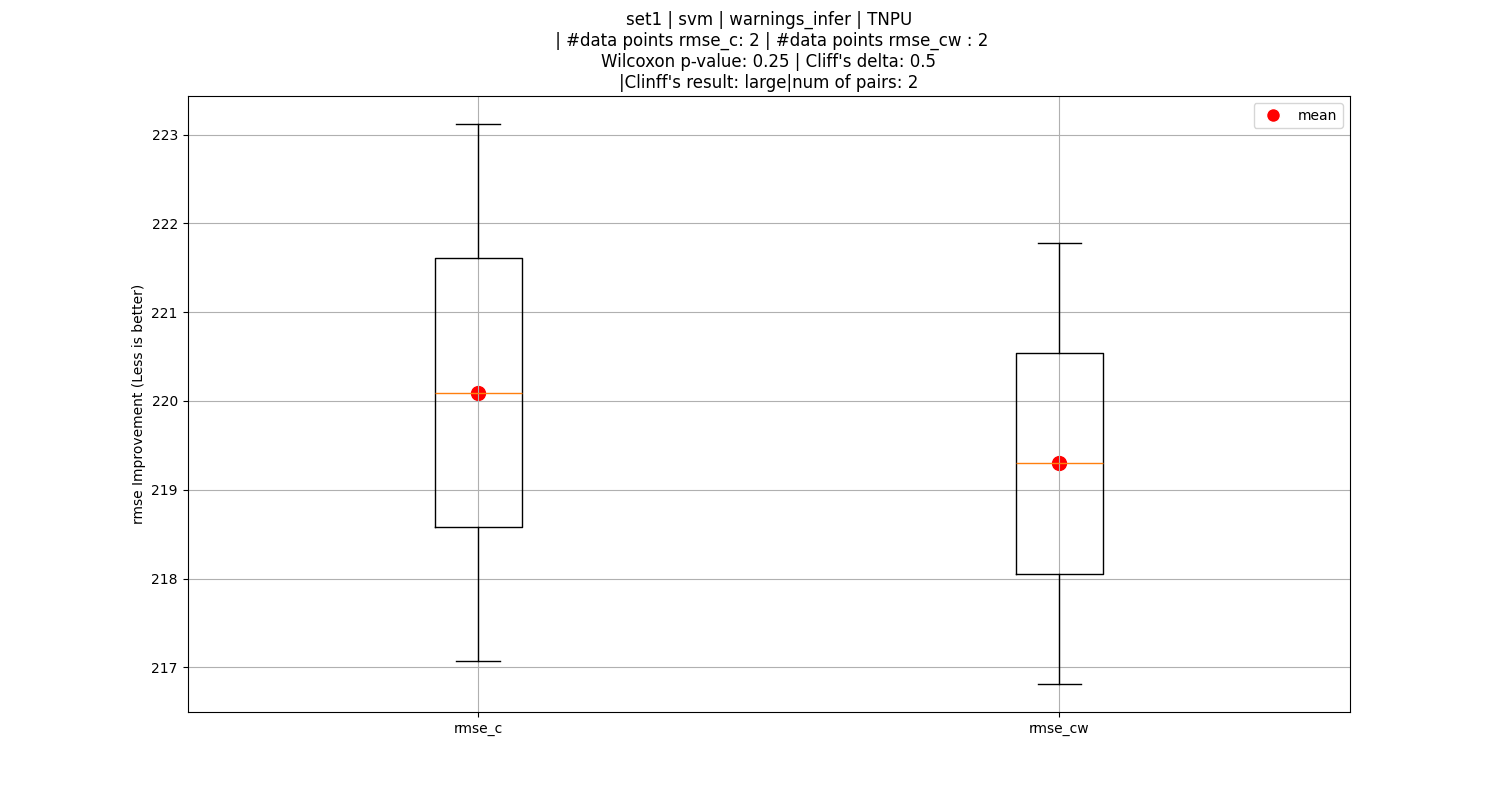 set1 | svm | warnings_infer | TNPU
| #data points rmse_c: 2 | #data points rmse_cw : 2
Wilcoxon p-value: 0.25 | Cliff's delta: 0.5
|Clinff's result: large|num of pairs: 2
mean
rmse Improvement (Less is better)
223
222
221
220
219
218
217
rmse_c
rmse_cw